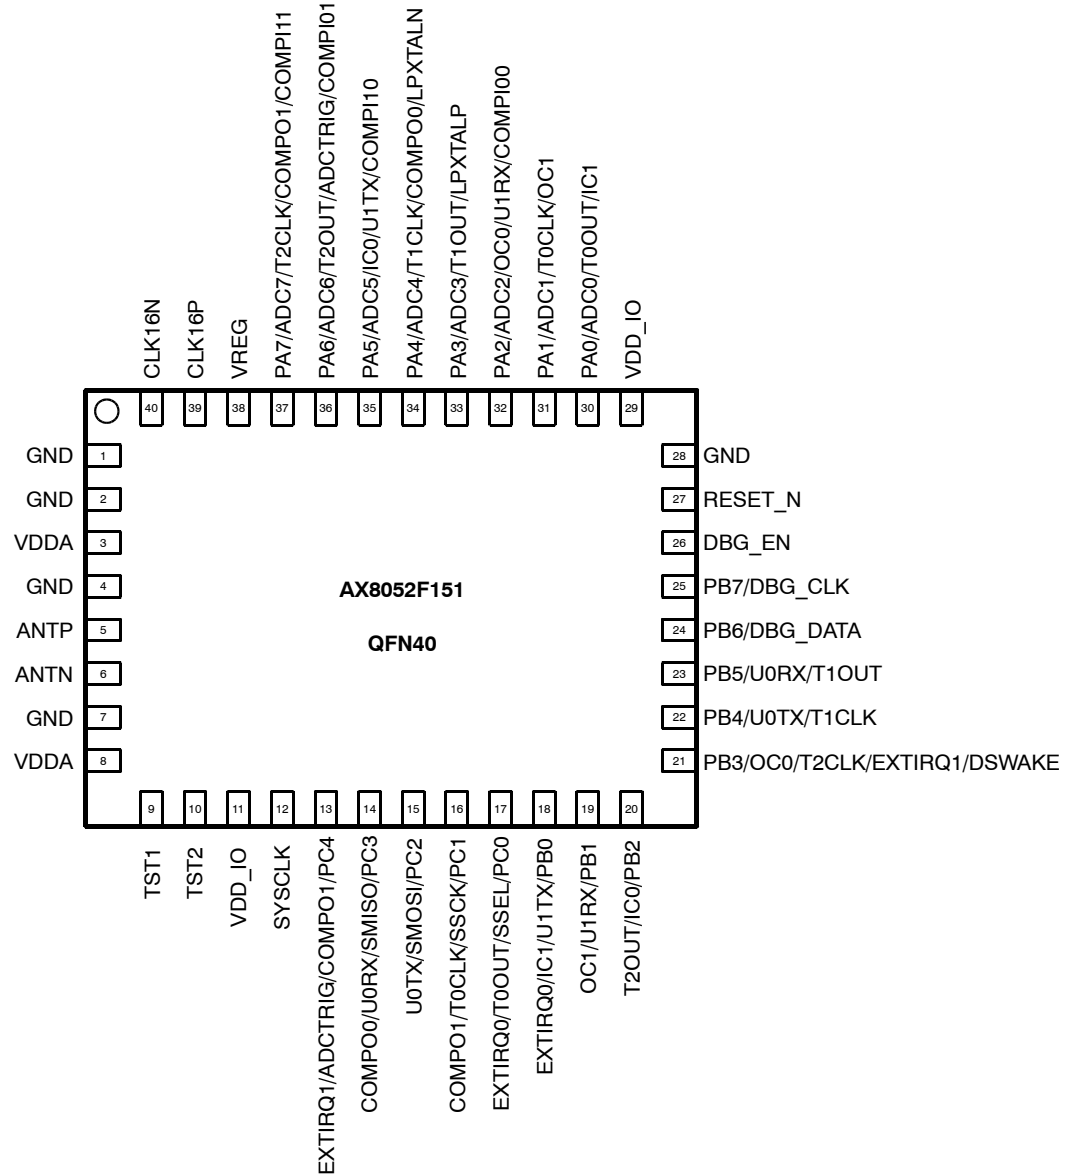 CLK16N
CLK16P
VREG
PA7/ADC7/T2CLK/COMPO1/COMPI11
PA6/ADC6/T2OUT/ADCTRIG/COMPI01
PA5/ADC5/IC0/U1TX/COMPI10
PA4/ADC4/T1CLK/COMPO0/LPXTALN
PA3/ADC3/T1OUT/LPXTALP
PA2/ADC2/OC0/U1RX/COMPI00
PA1/ADC1/T0CLK/OC1
PA0/ADC0/T0OUT/IC1
VDD_IO
40
39
38
37
36
35
34
33
32
31
30
29
GND 1
GND 2
VDDA 3
GND 4
ANTP 5
ANTN 6
GND 7
VDDA 8
AX8052F151
QFN40
28 GND
27 RESET_N
26 DBG_EN
25 PB7/DBG_CLK
24 PB6/DBG_DATA
23 PB5/U0RX/T1OUT
22 PB4/U0TX/T1CLK
21 PB3/OC0/T2CLK/EXTIRQ1/DSWAKE
9
10
11
12
13
14
15
16
17
18
19
20
TST1
TST2
VDD_IO
SYSCLK
EXTIRQ1/ADCTRIG/COMPO1/PC4
COMPO0/U0RX/SMISO/PC3
U0TX/SMOSI/PC2
COMPO1/T0CLK/SSCK/PC1
EXTIRQ0/T0OUT/SSEL/PC0
EXTIRQ0/IC1/U1TX/PB0
OC1/U1RX/PB1
T2OUT/IC0/PB2